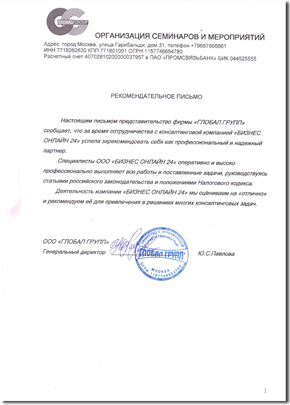 ОРГАНИЗАЦИЯ СЕМИНАРОВ И МЕРОПРИЯТИЙ
Адрес: город Москва, улица Гарибальди, дом 31, телефон +79687866861
ИНН 7718262630 КПП 771801001 ОГРН 1157746654780
Расчетный счет 40702810200000037957 в ПАО «ПРОМСВЯЗЬБАНК» БИК 044525555
РЕКОМЕНДАТЕЛЬНОЕ ПИСЬМО
Настоящим письмом представительство фирмы «ГЛОБАЛ ГРУПП»
сообщает, что за время сотрудничества с консалтинговой компанией «БИЗНЕС
ОНЛАЙН 24» успела зарекомендовать себя как профессиональный и надежный
партнер.
Специалисты ООО «БИЗНЕС ОНЛАЙН 24» оперативно и высоко
профессионально выполняют все работы и поставленные задачи, руководствуясь
статьями российского законодательства и положениями Налогового кодекса.
Деятельность компании «БИЗНЕС ОНЛАЙН 24» мы оцениваем на «отлично»
и рекомендуем её для привлечения в решениях многих консалтинговых задач.
ООО «ГЛОБАЛ ГРУПП»
Генеральный директор
Ю.С.Павлова
ГЛОБАЛ ГРУПП
МОСКВА
1